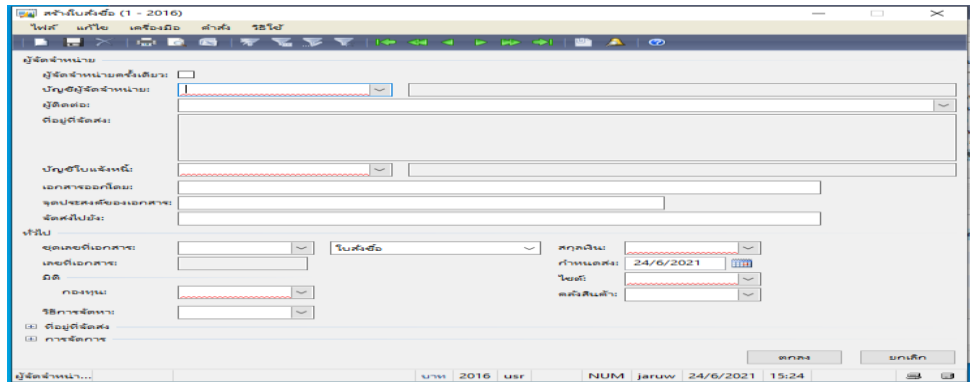 สร้างใบสั่งซื้อ (1 - 2016)
ไฟล์ แก้ไข เครื่องมือ คำสั่ง วิธีใช้
ผู้จัดจำหน่าย
ผู้จัดจำหน่ายครั้งเดียว:
บัญชีผู้จัดจำหน่าย:
ผู้ติดต่อ:
ที่อยู่ที่จัดส่ง:
บัญชีใบแจ้งหนี้:
เอกสารออกโดย:
จุดประสงค์ของเอกสาร:
จัดส่งไปยัง:
ทั่วไป
ชุดเลขที่เอกสาร: ใบสั่งซื้อ สกุลเงิน:
เลขที่เอกสาร: กำหนดส่ง: 24/6/2021
มิติ ไซต์:
กองทุน: คลังสินค้า:
วิธีการจัดหา:
ที่อยู่ที่จัดส่ง
การจัดการ
ตกลง ยกเลิก
ผู้จัดจำหน่า... บาท 2016 usr NUM jaruw 24/6/2021 15:24